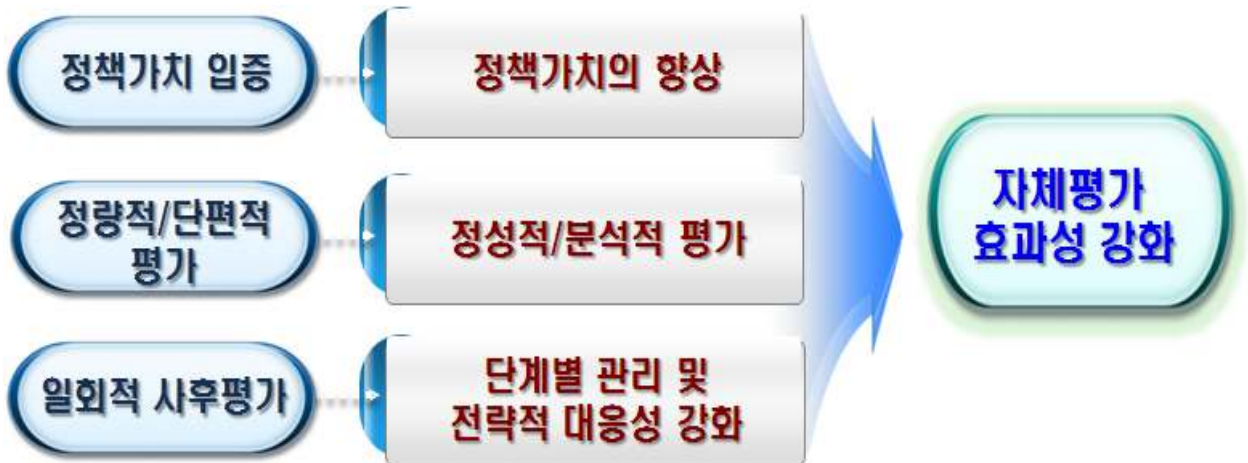 정책가치 입증
정책가치의 향상
정량적/단편적
평가
정성적/분석적 평가
일회적 사후평가
단계별 관리 및
전략적 대응성 강화
자체평가
효과성 강화